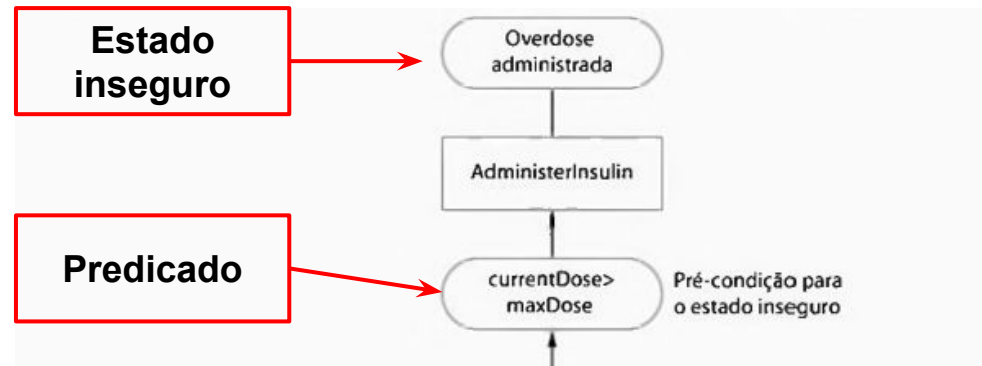 Estado
inseguro
Overdose
administrada
AdministerInsulin
Predicado
currentDose>
maxDose
Pré-condição para
o estado inseguro